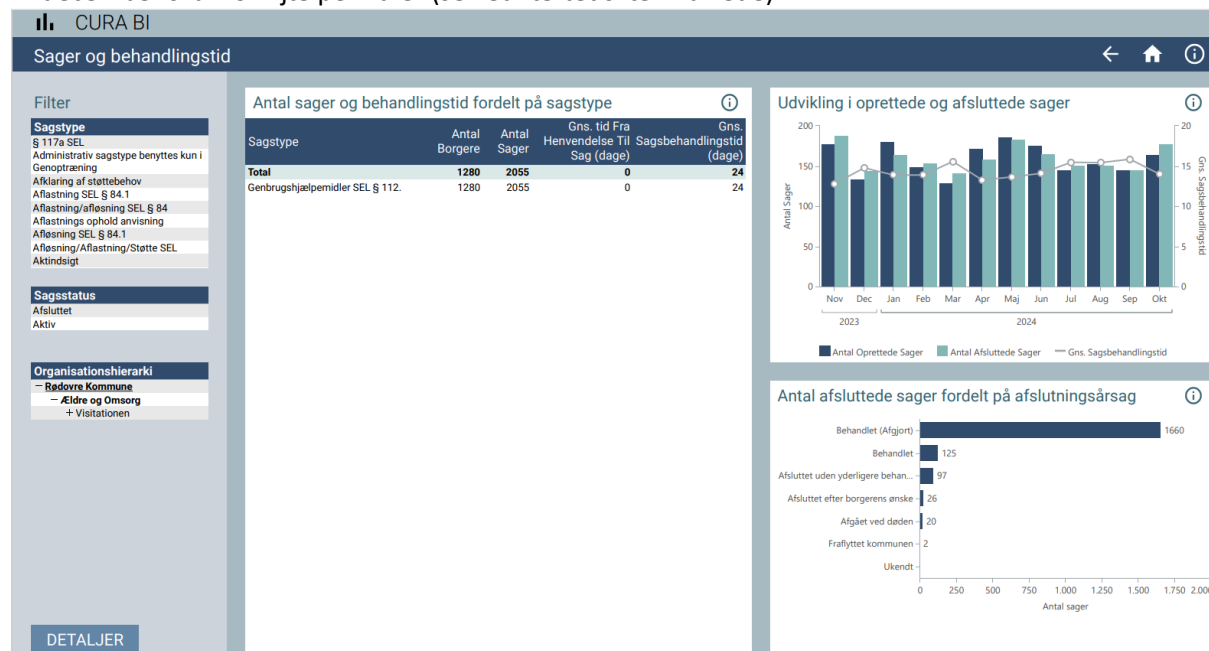 CURA BI
Sager og behandlingstid
Filter
Sagstype
§ 117a SEL
Administrativ sagstype benyttes kun i
Genoptræning
Afklaring af støttebehov
Aflastning SEL § 84.1
Aflastning/afløsning SEL § 84
Aflastnings ophold anvisning
Afløsning SEL § 84.1
Afløsning/Aflastning/Støtte SEL
Aktindsigt
Sagsstatus
Afsluttet
Aktiv
Organisationshierarki
Rødovre Kommune
Ældre og Omsorg
+ Visitationen
DETALJER
Antal sager og behandlingstid fordelt på sagstype
Sagstype Antal Borgere Antal Sager Gns. tid Fra Henvendelse Til Sag (dage) Gns. Sagsbehandlingstid (dage)
Total 1280 2055 0 24
Genbrugshjælpemidler SEL § 112. 1280 2055 0 24
Udvikling i oprettede og afsluttede sager
200
150
100
50
0
Antal Sager
20
15
10
5
0
Gns. Sagsbehandlingstid
Nov Dec Jan Feb Mar Apr Maj Jun Jul Aug Sep Okt
2023 2024
Antal Oprettede Sager Antal Afsluttede Sager Gns. Sagsbehandlingstid
Antal afsluttede sager fordelt på afslutningsårsag
Behandlet (Afgjort) 1660
Behandlet 125
Afsluttet uden yderligere behan... 97
Afsluttet efter borgerens ønske 26
Afgået ved døden 20
Fraflyttet kommunen 2
Ukendt
0 250 500 750 1.000 1.250 1.500 1.750 2.000
Antal sager